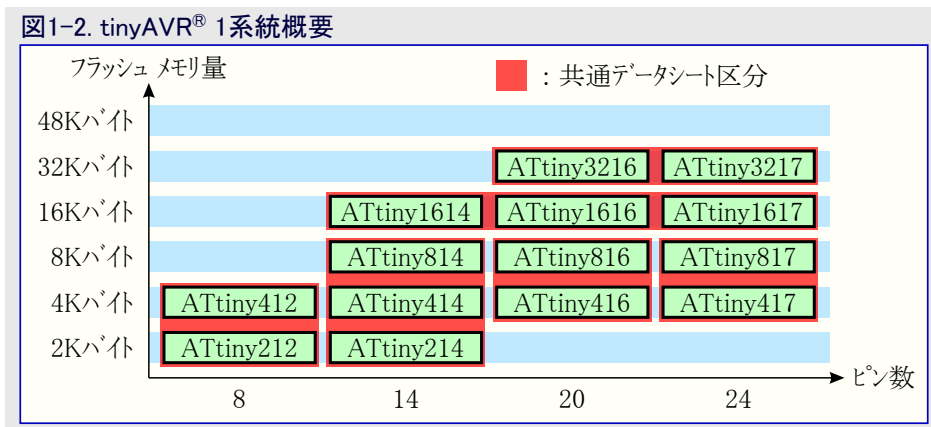 図1-2. tinyAVR® 1系統概要
フラッシュ メモリ量
: 共通データシート区分
48Kバイト
32Kバイト ATtiny3216 ATtiny3217
16Kバイト ATtiny1614 ATtiny1616 ATtiny1617
8Kバイト ATtiny814 ATtiny816 ATtiny817
4Kバイト ATtiny412 ATtiny414 ATtiny416 ATtiny417
2Kバイト ATtiny212 ATtiny214
8 14 20 24
ピン数